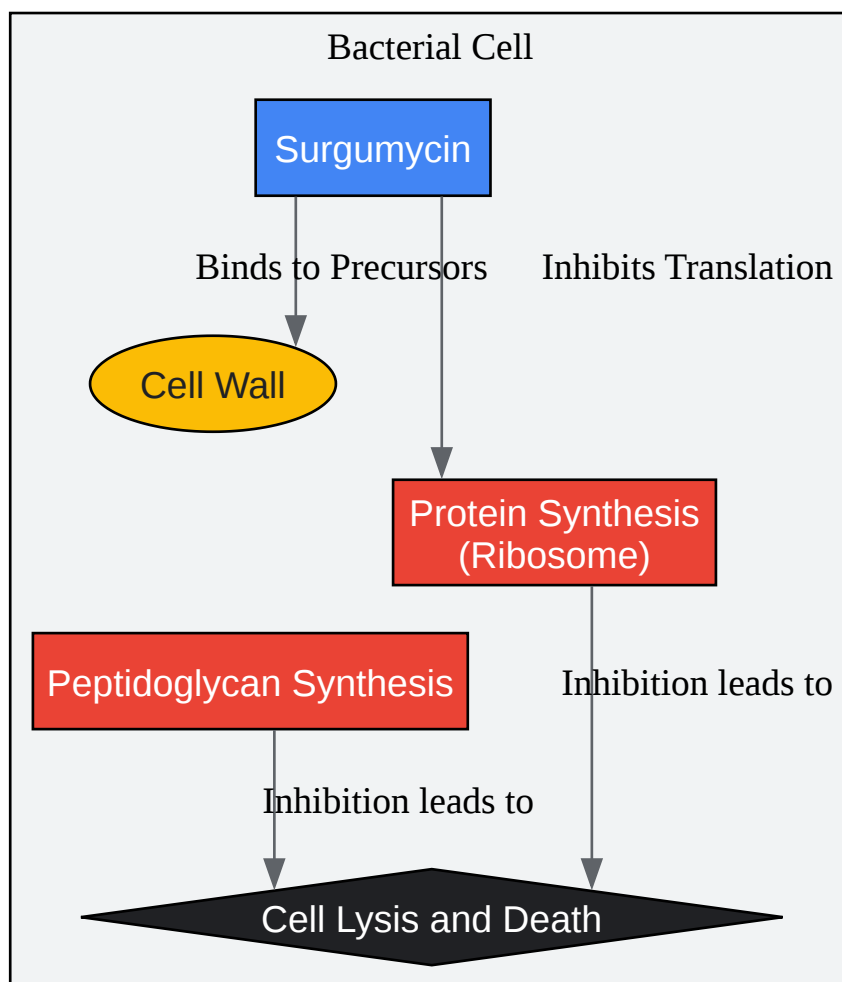 Bacterial Cell
Surgumycin
Binds to Precursors
Inhibits Translation
Cell Wall
Protein Synthesis
(Ribosome)
Peptidoglycan Synthesis
Inhibition leads to
Inhibition leads to
Cell Lysis and Death